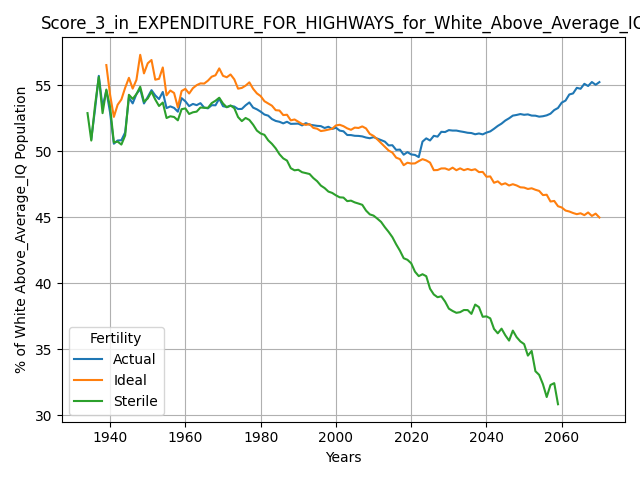 Score_3_in_EXPENDITURE_FOR_HIGHWAYS_for_White_Above_Average_IQ
% of White Above_Average_IQ Population
55
50
45
40
35
30
Fertility
Actual
Ideal
Sterile
1940 1960 1980 2000 2020 2040 2060
Years